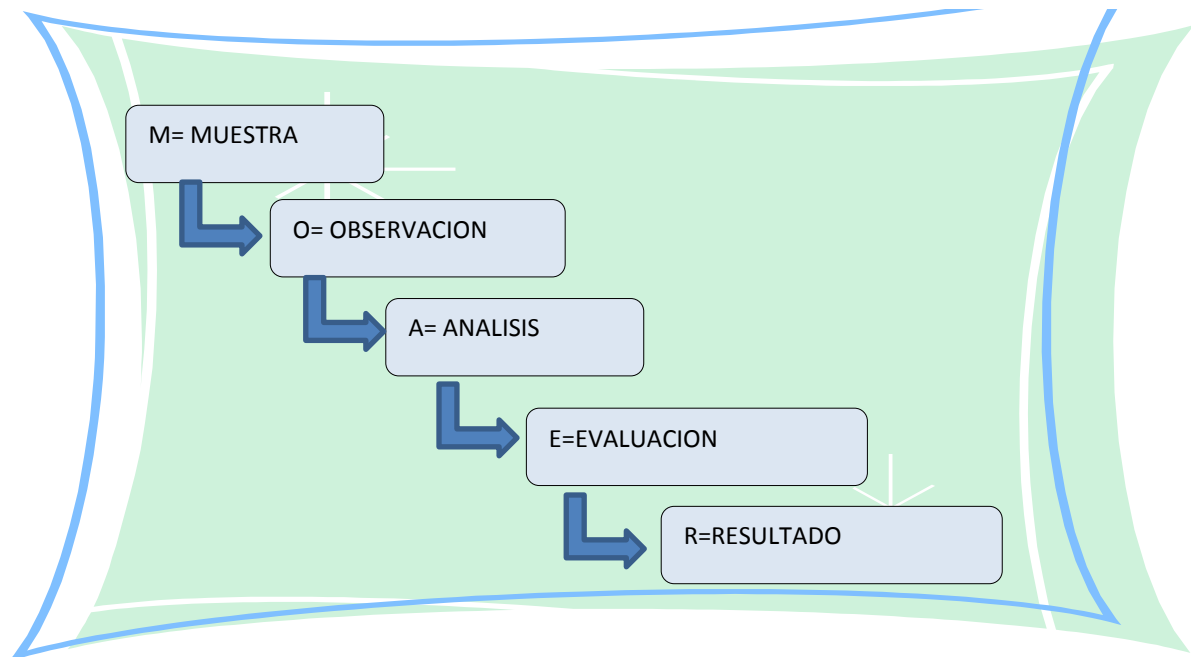 M= MUESTRA
O= OBSERVACION
A= ANALISIS
E=EVALUACION
R=RESULTADO